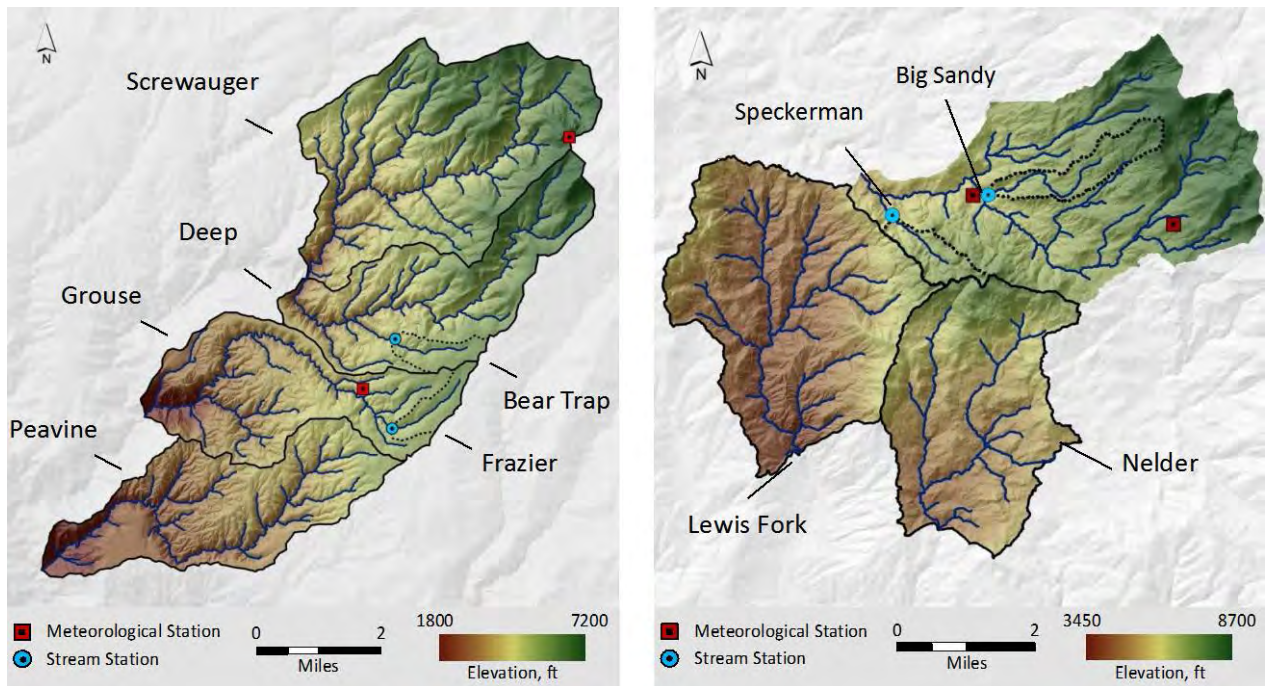 N
Screwauger
Deep
Grouse
Peavine
Bear Trap
Frazier
Meteorological Station
Stream Station
0 2
Miles
1800 7200
Elevation, ft
N
Big Sandy
Speckerman
Nelder
Lewis Fork
Meteorological Station
Stream Station
0 2
Miles
3450 8700
Elevation, ft